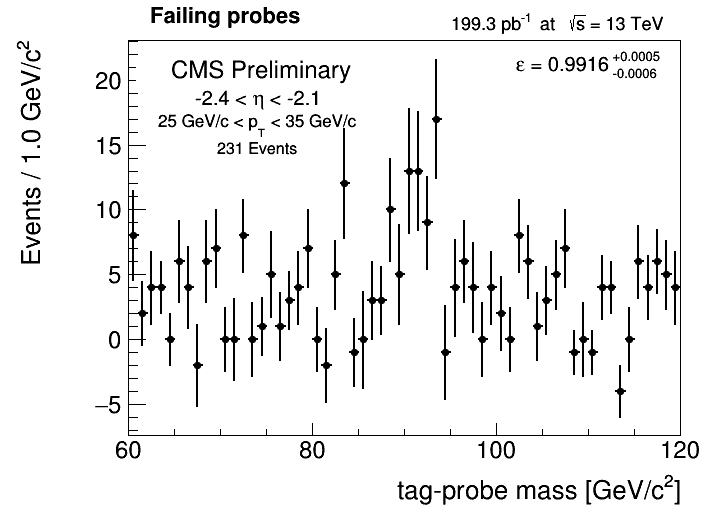 Failing probes
199.3 pb⁻¹ at √s = 13 TeV
CMS Preliminary
-2.4 < η < -2.1
25 GeV/c < p_T < 35 GeV/c
231 Events
ε = 0.9916 +0.0005 -0.0006
Events / 1.0 GeV/c²
20
15
10
5
0
−5
60 80 100 120
tag-probe mass [GeV/c²]